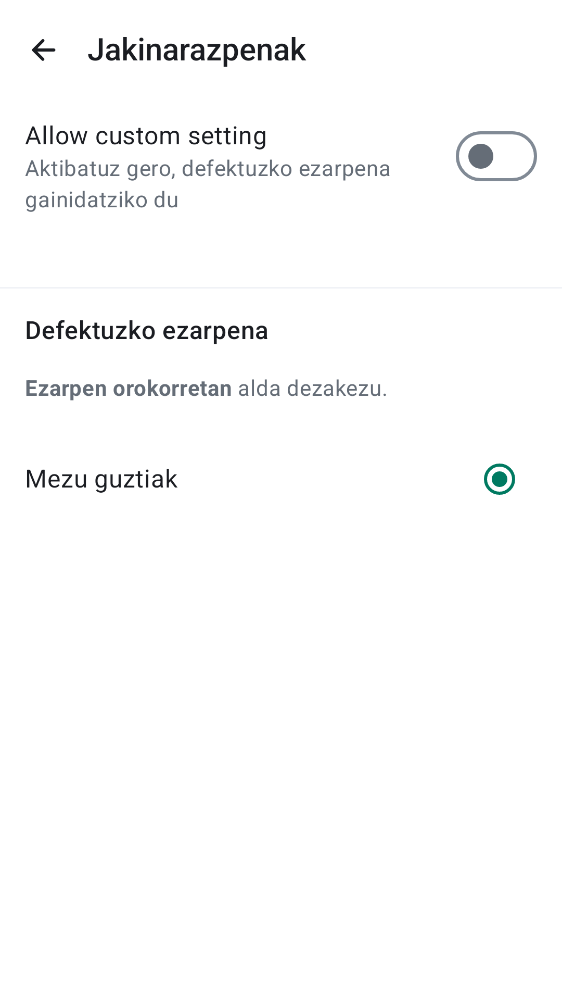 Jakinarazpenak
Allow custom setting
Aktibatuz gero, defektuzko ezarpena
gainidatziko du
Defektuzko ezarpena
Ezarpen orokorretan alda dezakezu.
Mezu guztiak